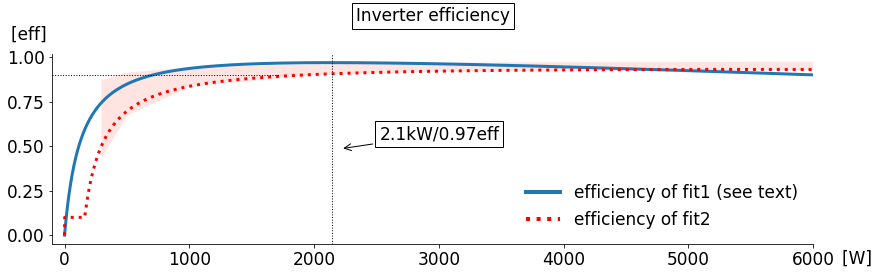 Inverter efficiency
[eff]
1.00
0.75
0.50
0.25
0.00
2.1kW/0.97eff
efficiency of fit1 (see text)
efficiency of fit2
0 1000 2000 3000 4000 5000 6000 [W]